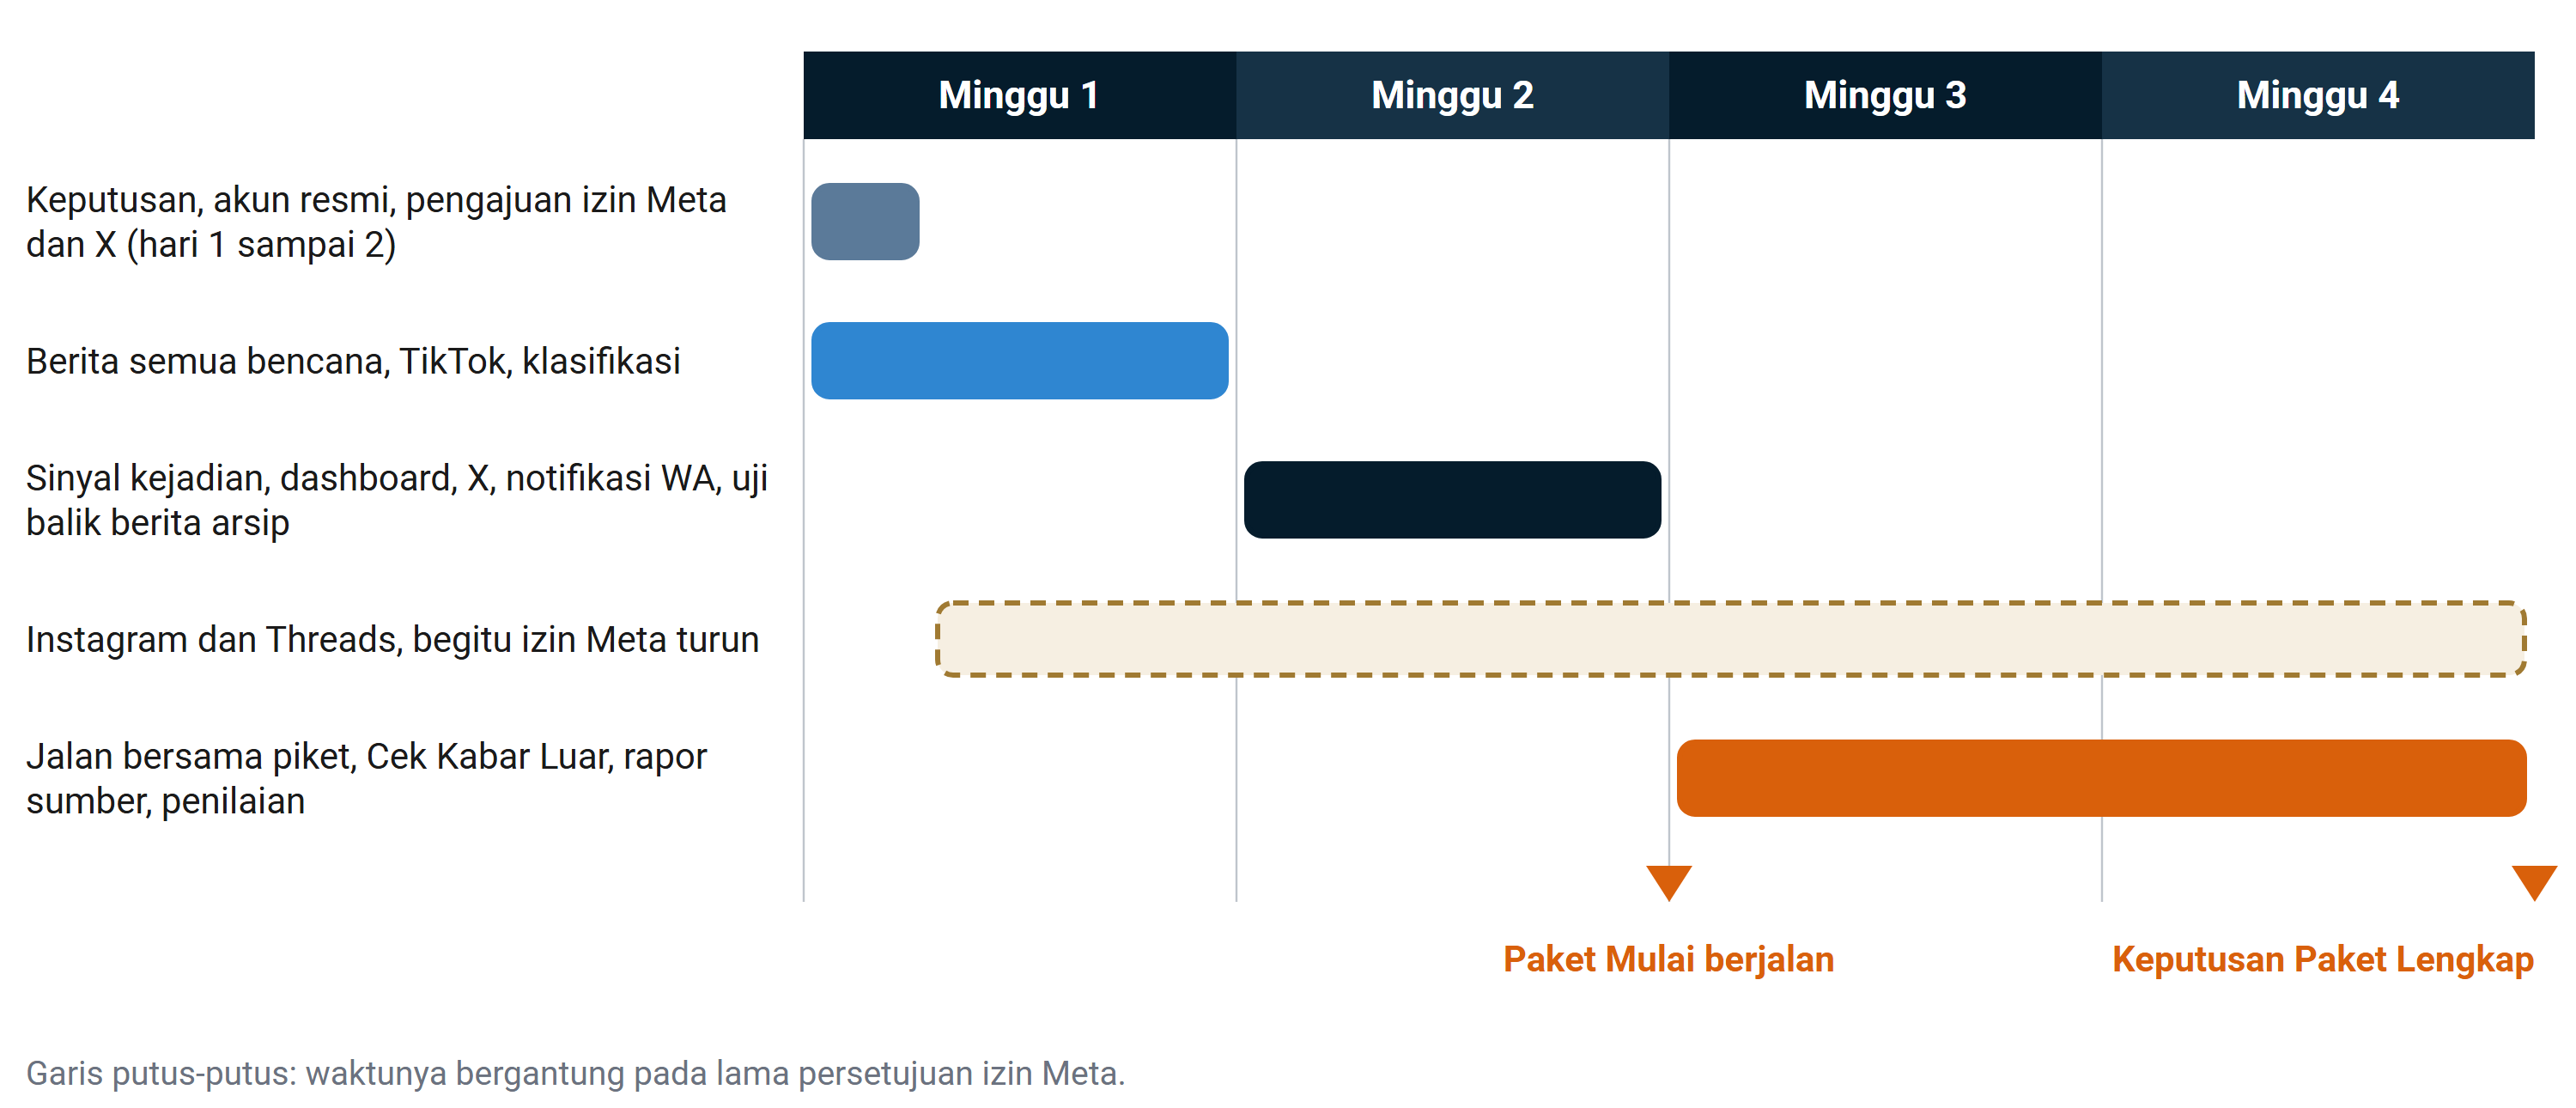 Minggu 1
Minggu 2
Minggu 3
Minggu 4
Keputusan, akun resmi, pengajuan izin Meta
dan X (hari 1 sampai 2)
Berita semua bencana, TikTok, klasifikasi
Sinyal kejadian, dashboard, X, notifikasi WA, uji
balik berita arsip
Instagram dan Threads, begitu izin Meta turun
Jalan bersama piket, Cek Kabar Luar, rapor
sumber, penilaian
Paket Mulai berjalan
Keputusan Paket Lengkap
Garis putus-putus: waktunya bergantung pada lama persetujuan izin Meta.